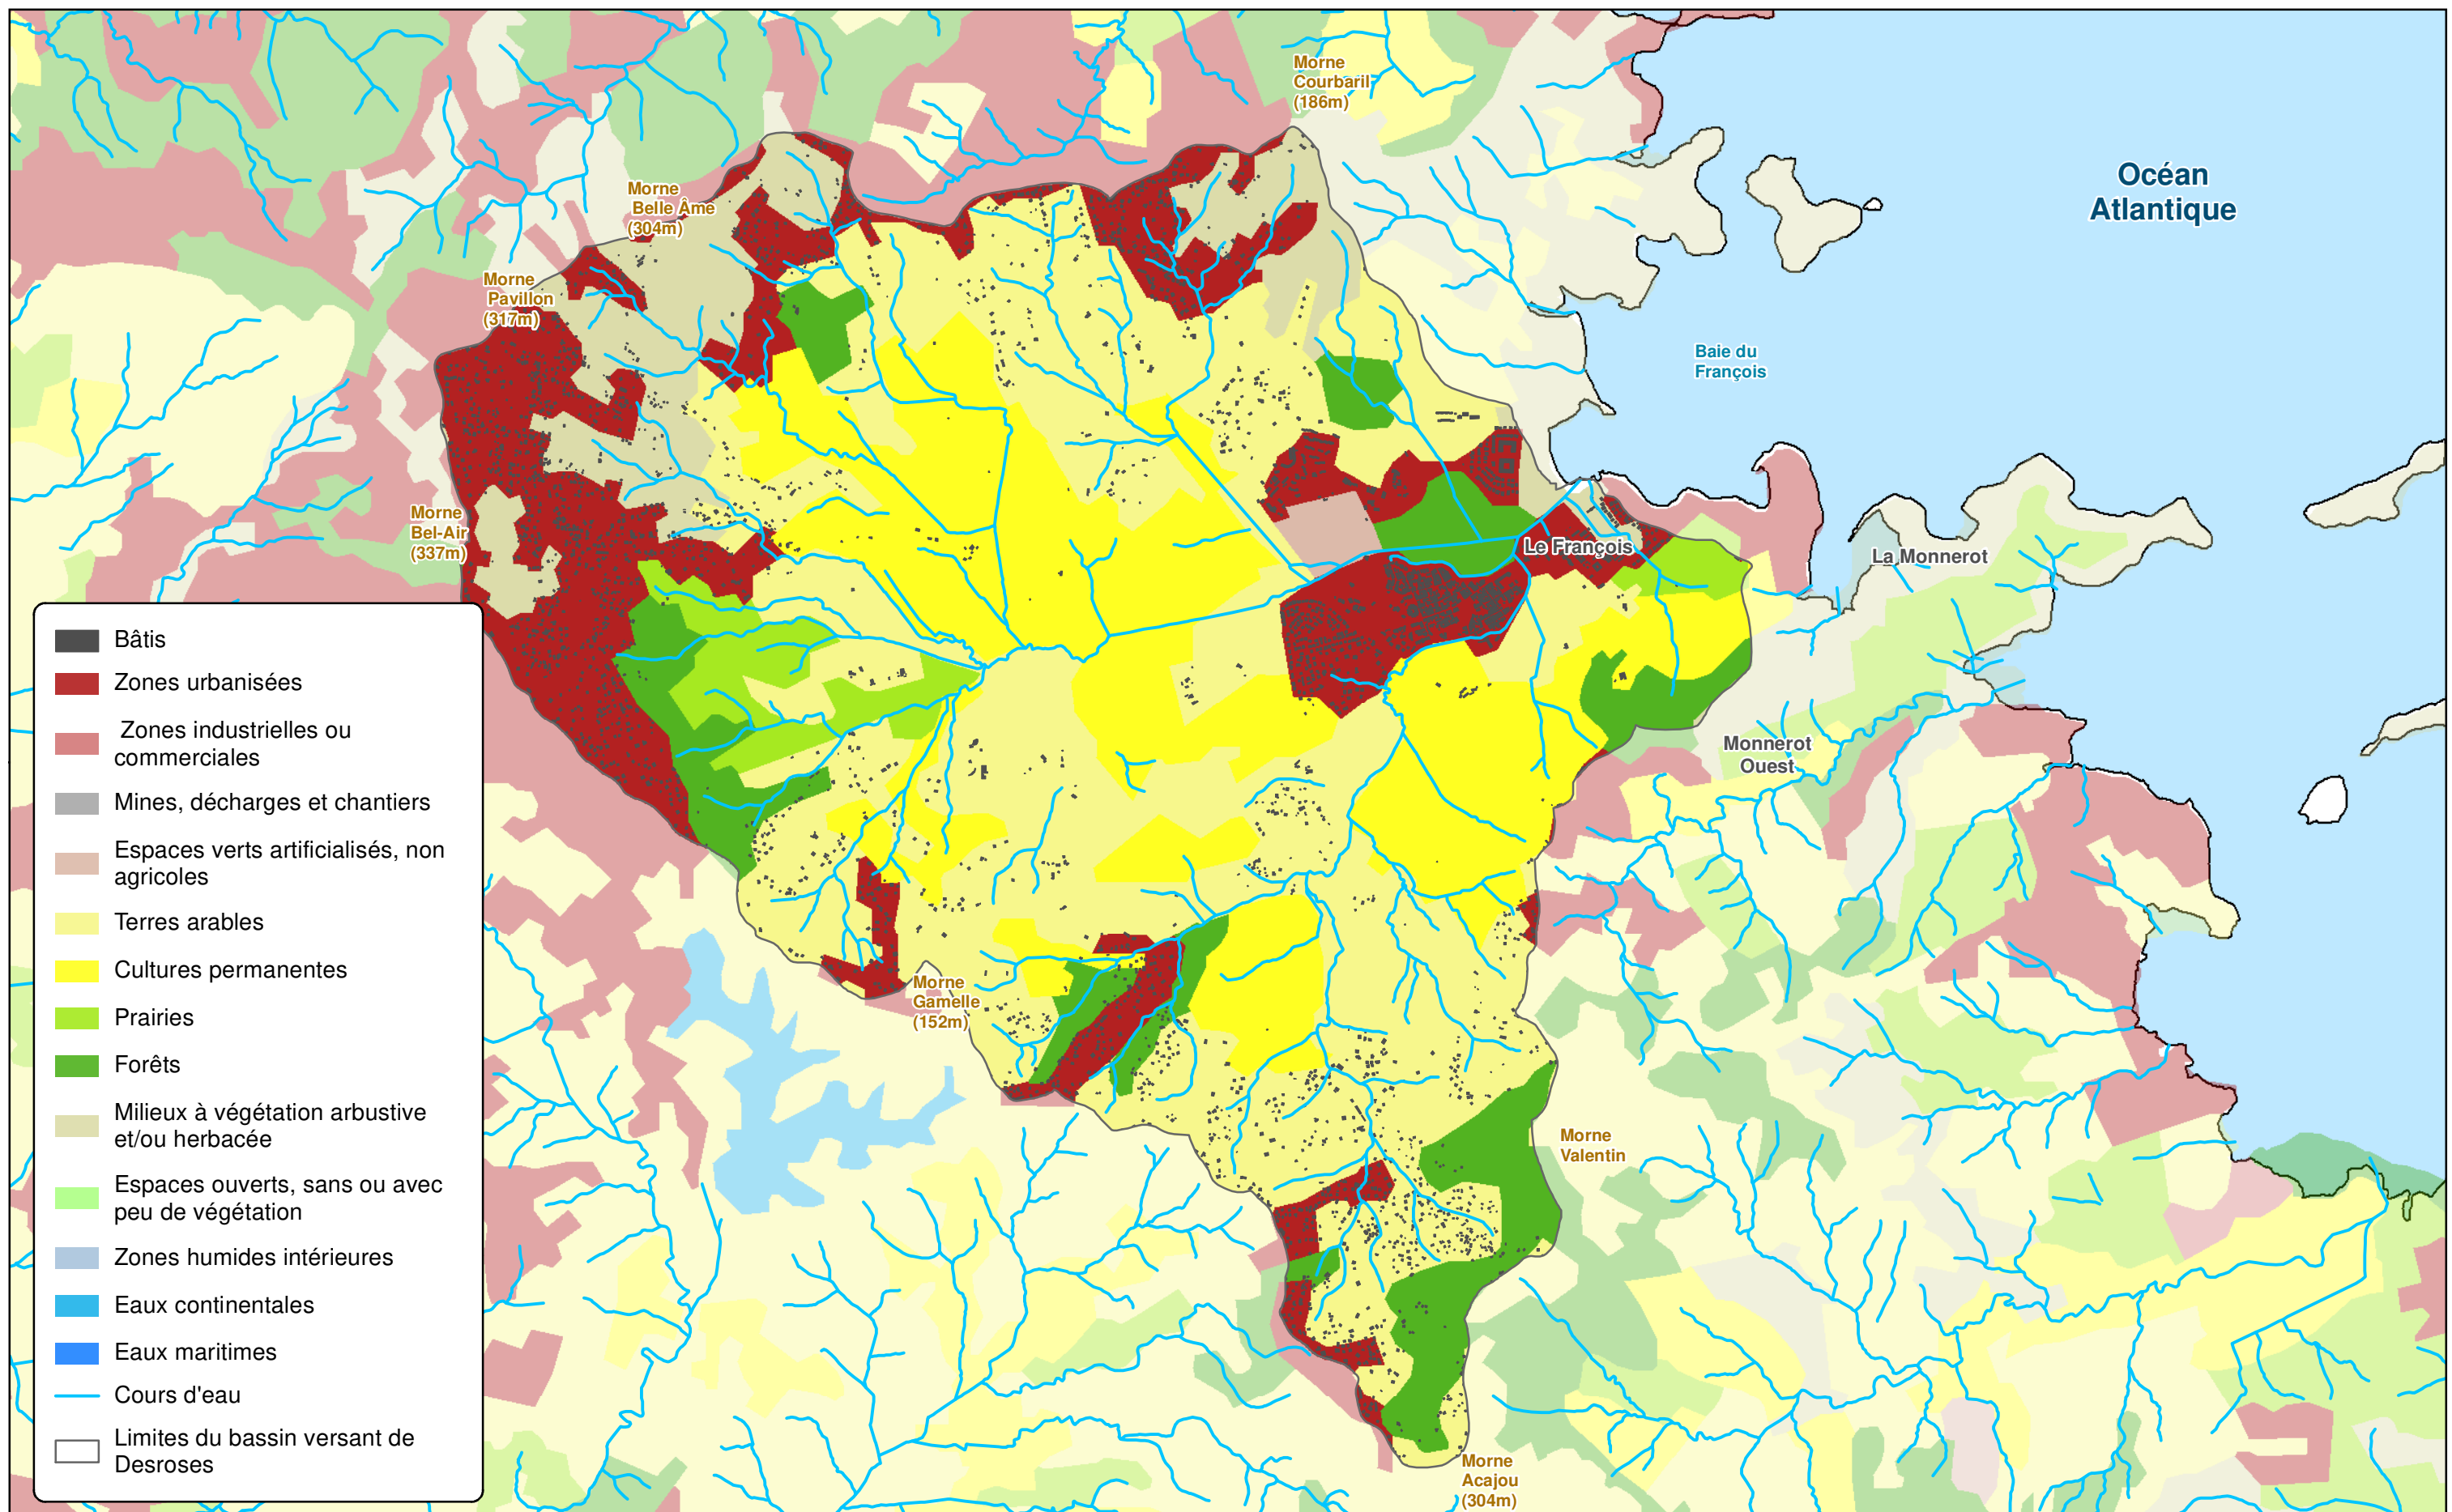 Morne
Courbaril
(186m)
Océan
Atlantique
Morne
Belle Âme
(304m)
Morne
Pavillon
(317m)
Baie du
François
Morne
Bel-Air
(337m)
Le François
La Monnerot
Monnerot
Ouest
Morne
Gamelle
(152m)
Morne
Valentin
Morne
Acajou
(304m)
Bâtis
Zones urbanisées
Zones industrielles ou
commerciales
Mines, décharges et chantiers
Espaces verts artificialisés, non
agricoles
Terres arables
Cultures permanentes
Prairies
Forêts
Milieux à végétation arbustive
et/ou herbacée
Espaces ouverts, sans ou avec
peu de végétation
Zones humides intérieures
Eaux continentales
Eaux maritimes
Cours d'eau
Limites du bassin versant de
Desroses